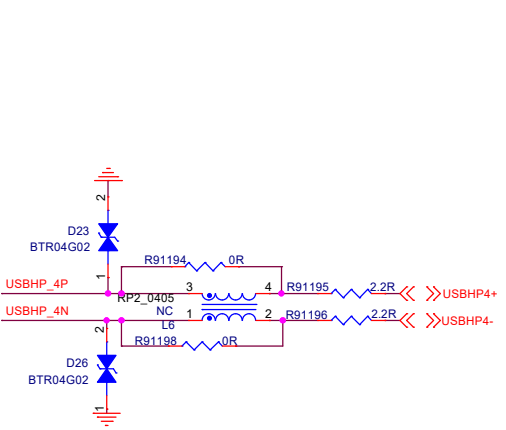 2
D23
BTR04G02
1
R91194 0R
USBHP_4P
3 4 R91195 2.2R USBHP4+
RP2_0405
USBHP_4N NC 1 2 R91196 2.2R USBHP4-
L6
2
R91198 0R
D26
BTR04G02
1